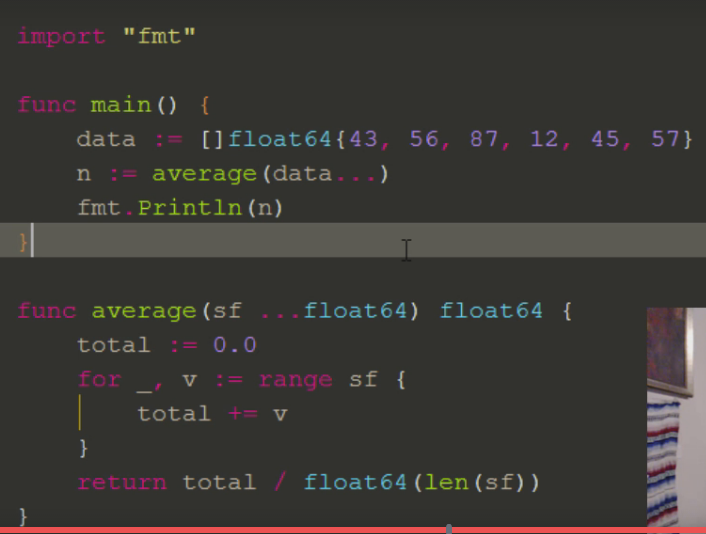 import "fmt"
func main() {
data := []float64{43, 56, 87, 12, 45, 57}
n := average(data...)
fmt.Println(n)
}
func average(sf ...float64) float64 {
total := 0.0
for _, v := range sf {
total += v
}
return total / float64(len(sf))
}